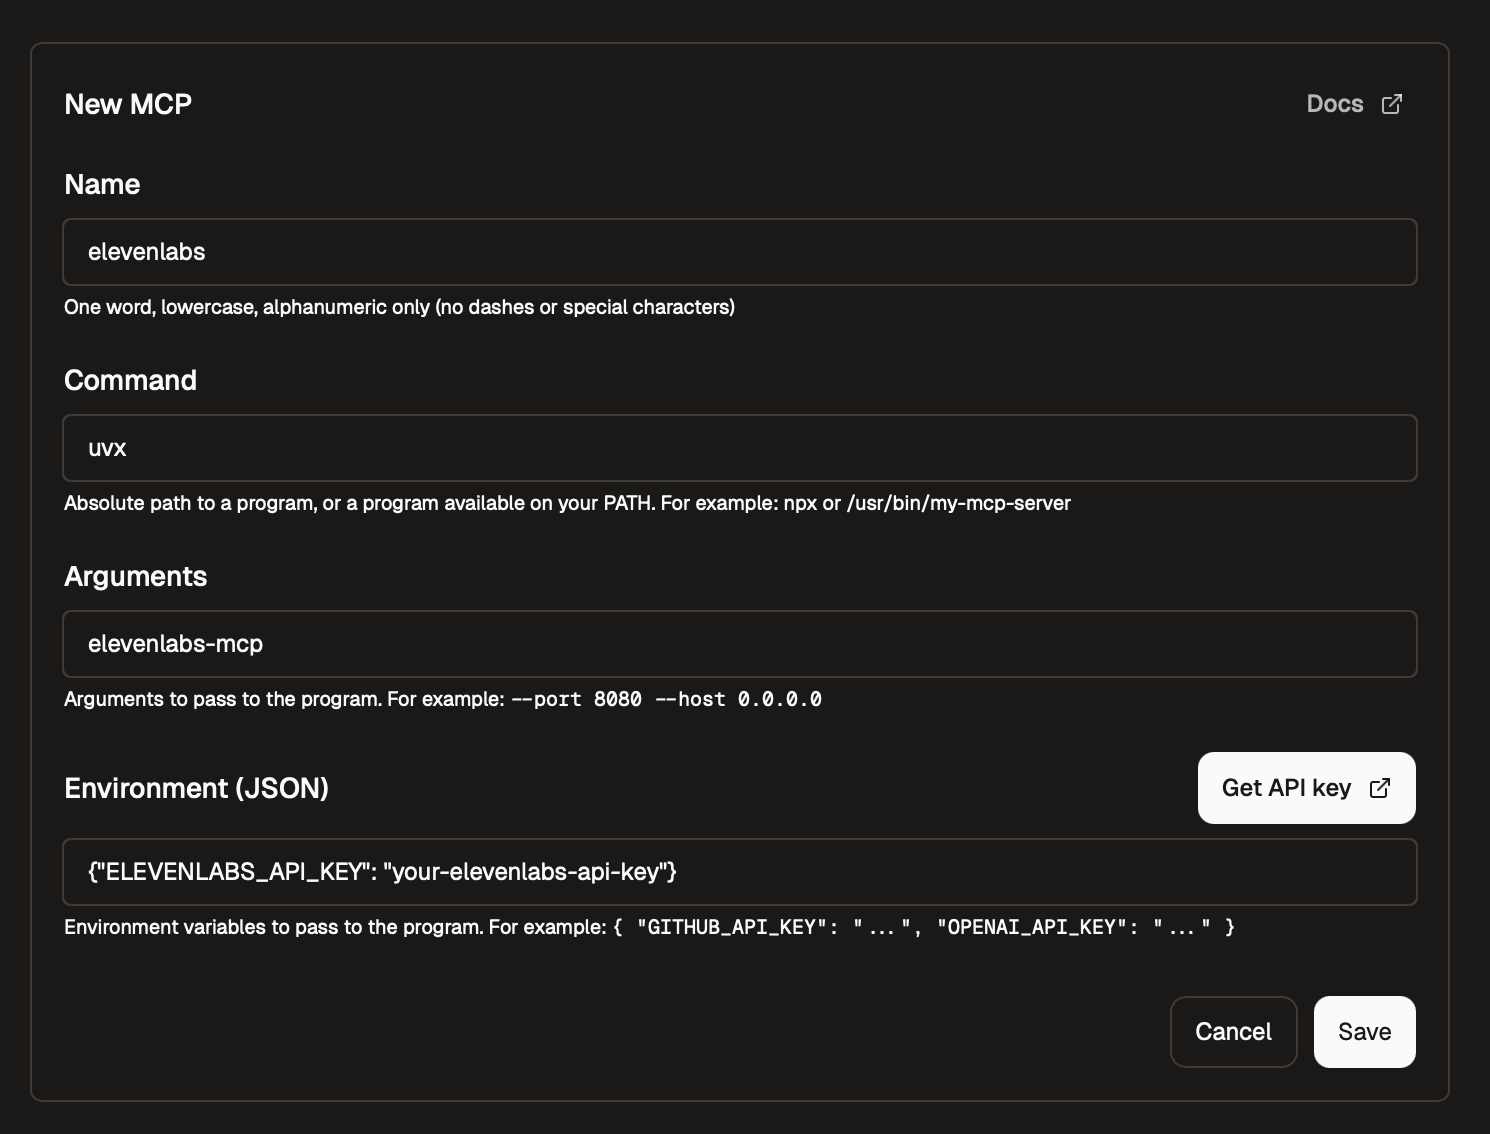 New MCP
Docs
Name
elevenlabs
One word, lowercase, alphanumeric only (no dashes or special characters)
Command
uvx
Absolute path to a program, or a program available on your PATH. For example: npx or /usr/bin/my-mcp-server
Arguments
elevenlabs-mcp
Arguments to pass to the program. For example: --port 8080 --host 0.0.0.0
Environment (JSON)
Get API key
{"ELEVENLABS_API_KEY": "your-elevenlabs-api-key"}
Environment variables to pass to the program. For example: { "GITHUB_API_KEY": "...", "OPENAI_API_KEY": "..." }
Cancel
Save